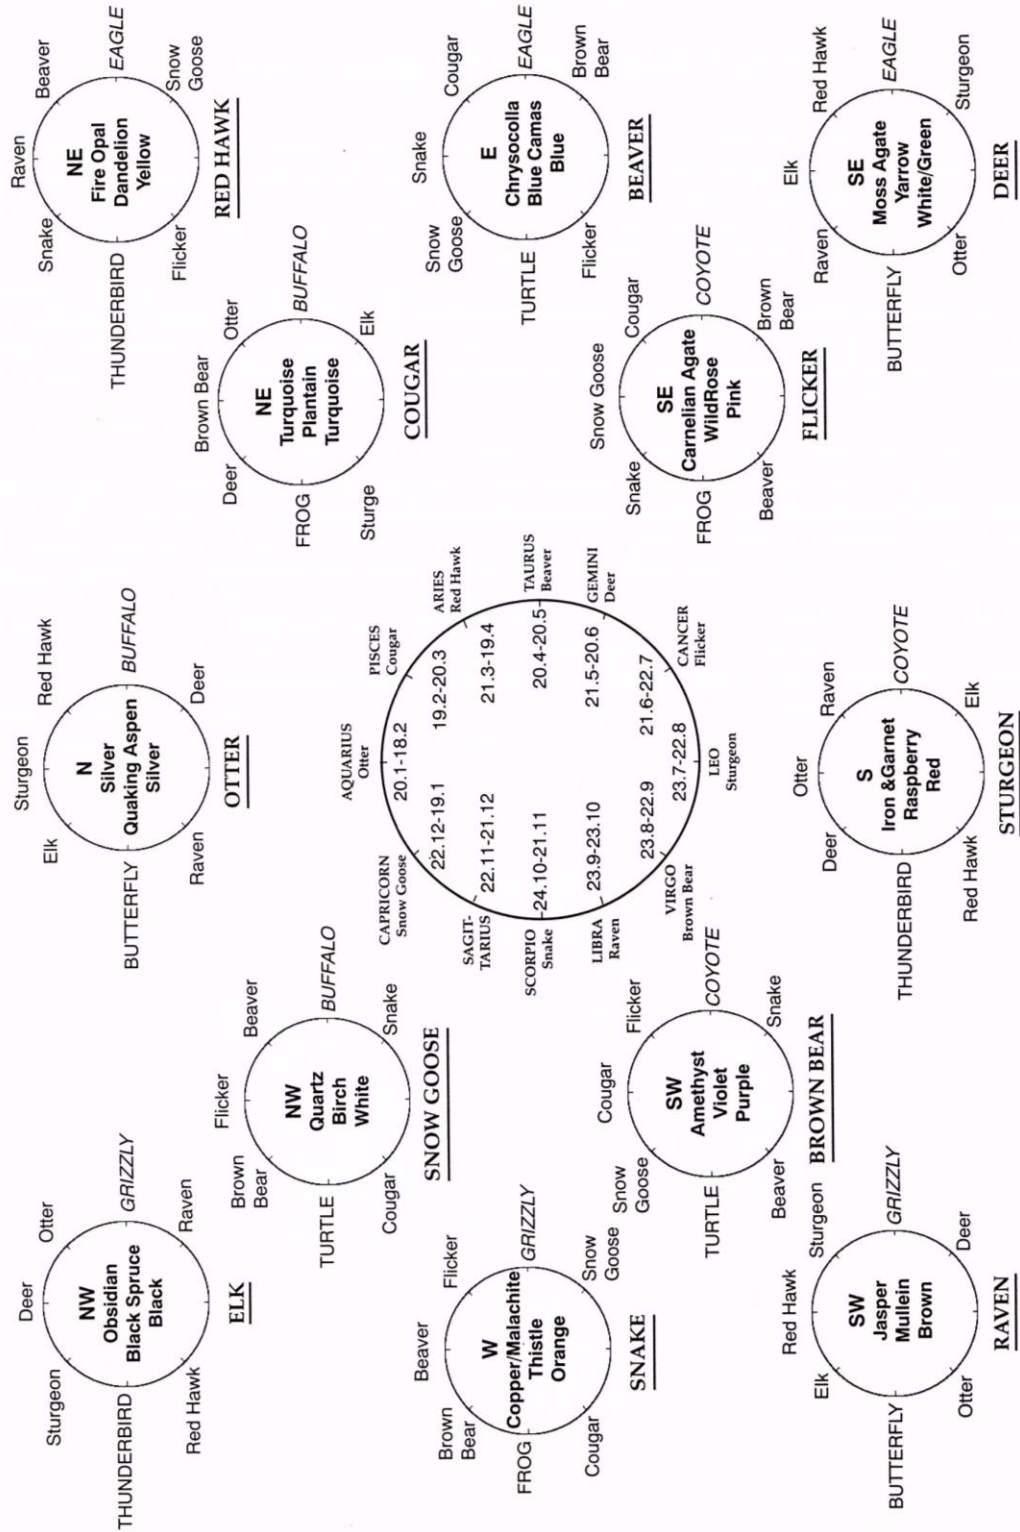 Deer
Sturgeon
Otter
NW
Obsidian
Black Spruce
Black
THUNDERBIRD
GRIZZLY
Red Hawk
Raven
ELK
Sturgeon
Elk
Red Hawk
N
Silver
Quaking Aspen
Silver
BUTTERFLY
BUFFALO
Raven
Deer
OTTER
Raven
Snake
Beaver
NE
Fire Opal
Dandelion
Yellow
THUNDERBIRD
EAGLE
Flicker
Snow
Goose
RED HAWK
Flicker
Brown
Bear
Beaver
NW
Quartz
Birch
White
TURTLE
BUFFALO
Cougar
Snake
SNOW GOOSE
Brown Bear
Deer
Otter
NE
Turquoise
Plantain
Turquoise
FROG
BUFFALO
Sturge
Elk
COUGAR
Beaver
Brown
Bear
Flicker
W
Copper/Malachite
Thistle
Orange
FROG
GRIZZLY
Cougar
Snow
Goose
SNAKE
AQUARIUS
Otter
20.1-18.2
PISCES
Cougar
19.2-20.3
ARIES
Red Hawk
21.3-19.4
TAURUS
Beaver
20.4-20.5
GEMINI
Deer
21.5-20.6
CANCER
Flicker
21.6-22.7
LEO
Sturgeon
23.7-22.8
VIRGO
Brown Bear
23.8-22.9
LIBRA
Raven
23.9-23.10
SCORPIO
Snake
24.10-21.11
SAGIT-
TARIUS
22.11-21.12
CAPRICORN
Snow Goose
22.12-19.1
Snake
Snow
Goose
Cougar
E
Chrysocolla
Blue Camas
Blue
TURTLE
EAGLE
Flicker
Brown
Bear
BEAVER
Cougar
Snow
Goose
Flicker
SW
Amethyst
Violet
Purple
TURTLE
COYOTE
Beaver
Snake
BROWN BEAR
Snow Goose
Snake
Cougar
SE
Carnelian Agate
WildRose
Pink
FROG
COYOTE
Beaver
Brown
Bear
FLICKER
Red Hawk
Elk
Sturgeon
SW
Jasper
Mullein
Brown
BUTTERFLY
GRIZZLY
Otter
Deer
RAVEN
Otter
Deer
Raven
S
Iron &Garnet
Raspberry
Red
THUNDERBIRD
COYOTE
Red Hawk
Elk
STURGEON
Elk
Raven
Red Hawk
SE
Moss Agate
Yarrow
White/Green
BUTTERFLY
EAGLE
Otter
Sturgeon
DEER